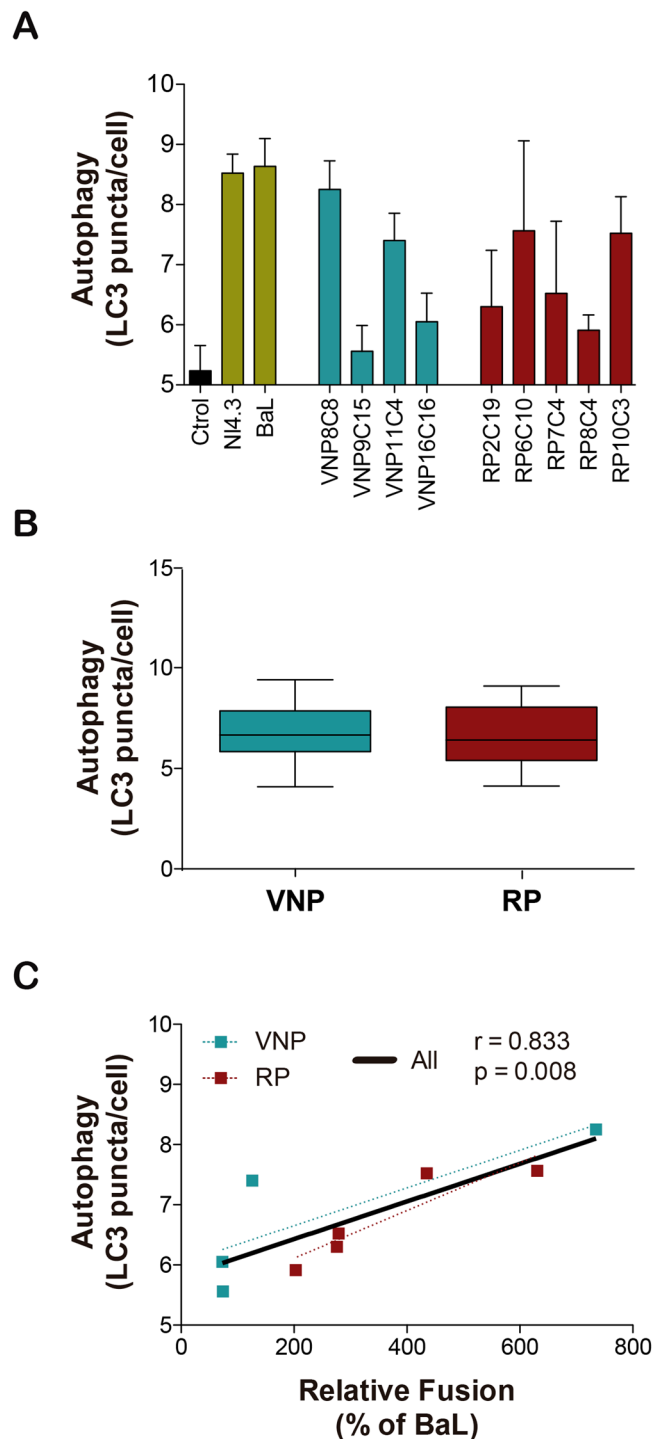 A
Autophagy
(LC3 puncta/cell)
10
9
8
7
6
5
Ctrol
Nl4.3
BaL
VNP8C8
VNP9C15
VNP11C4
VNP16C16
RP2C19
RP6C10
RP7C4
RP8C4
RP10C3
B
Autophagy
(LC3 puncta/cell)
15
10
5
0
VNP
RP
C
Autophagy
(LC3 puncta/cell)
10
9
8
7
6
5
VNP
RP
All
r = 0.833
p = 0.008
0 200 400 600 800
Relative Fusion
(% of BaL)